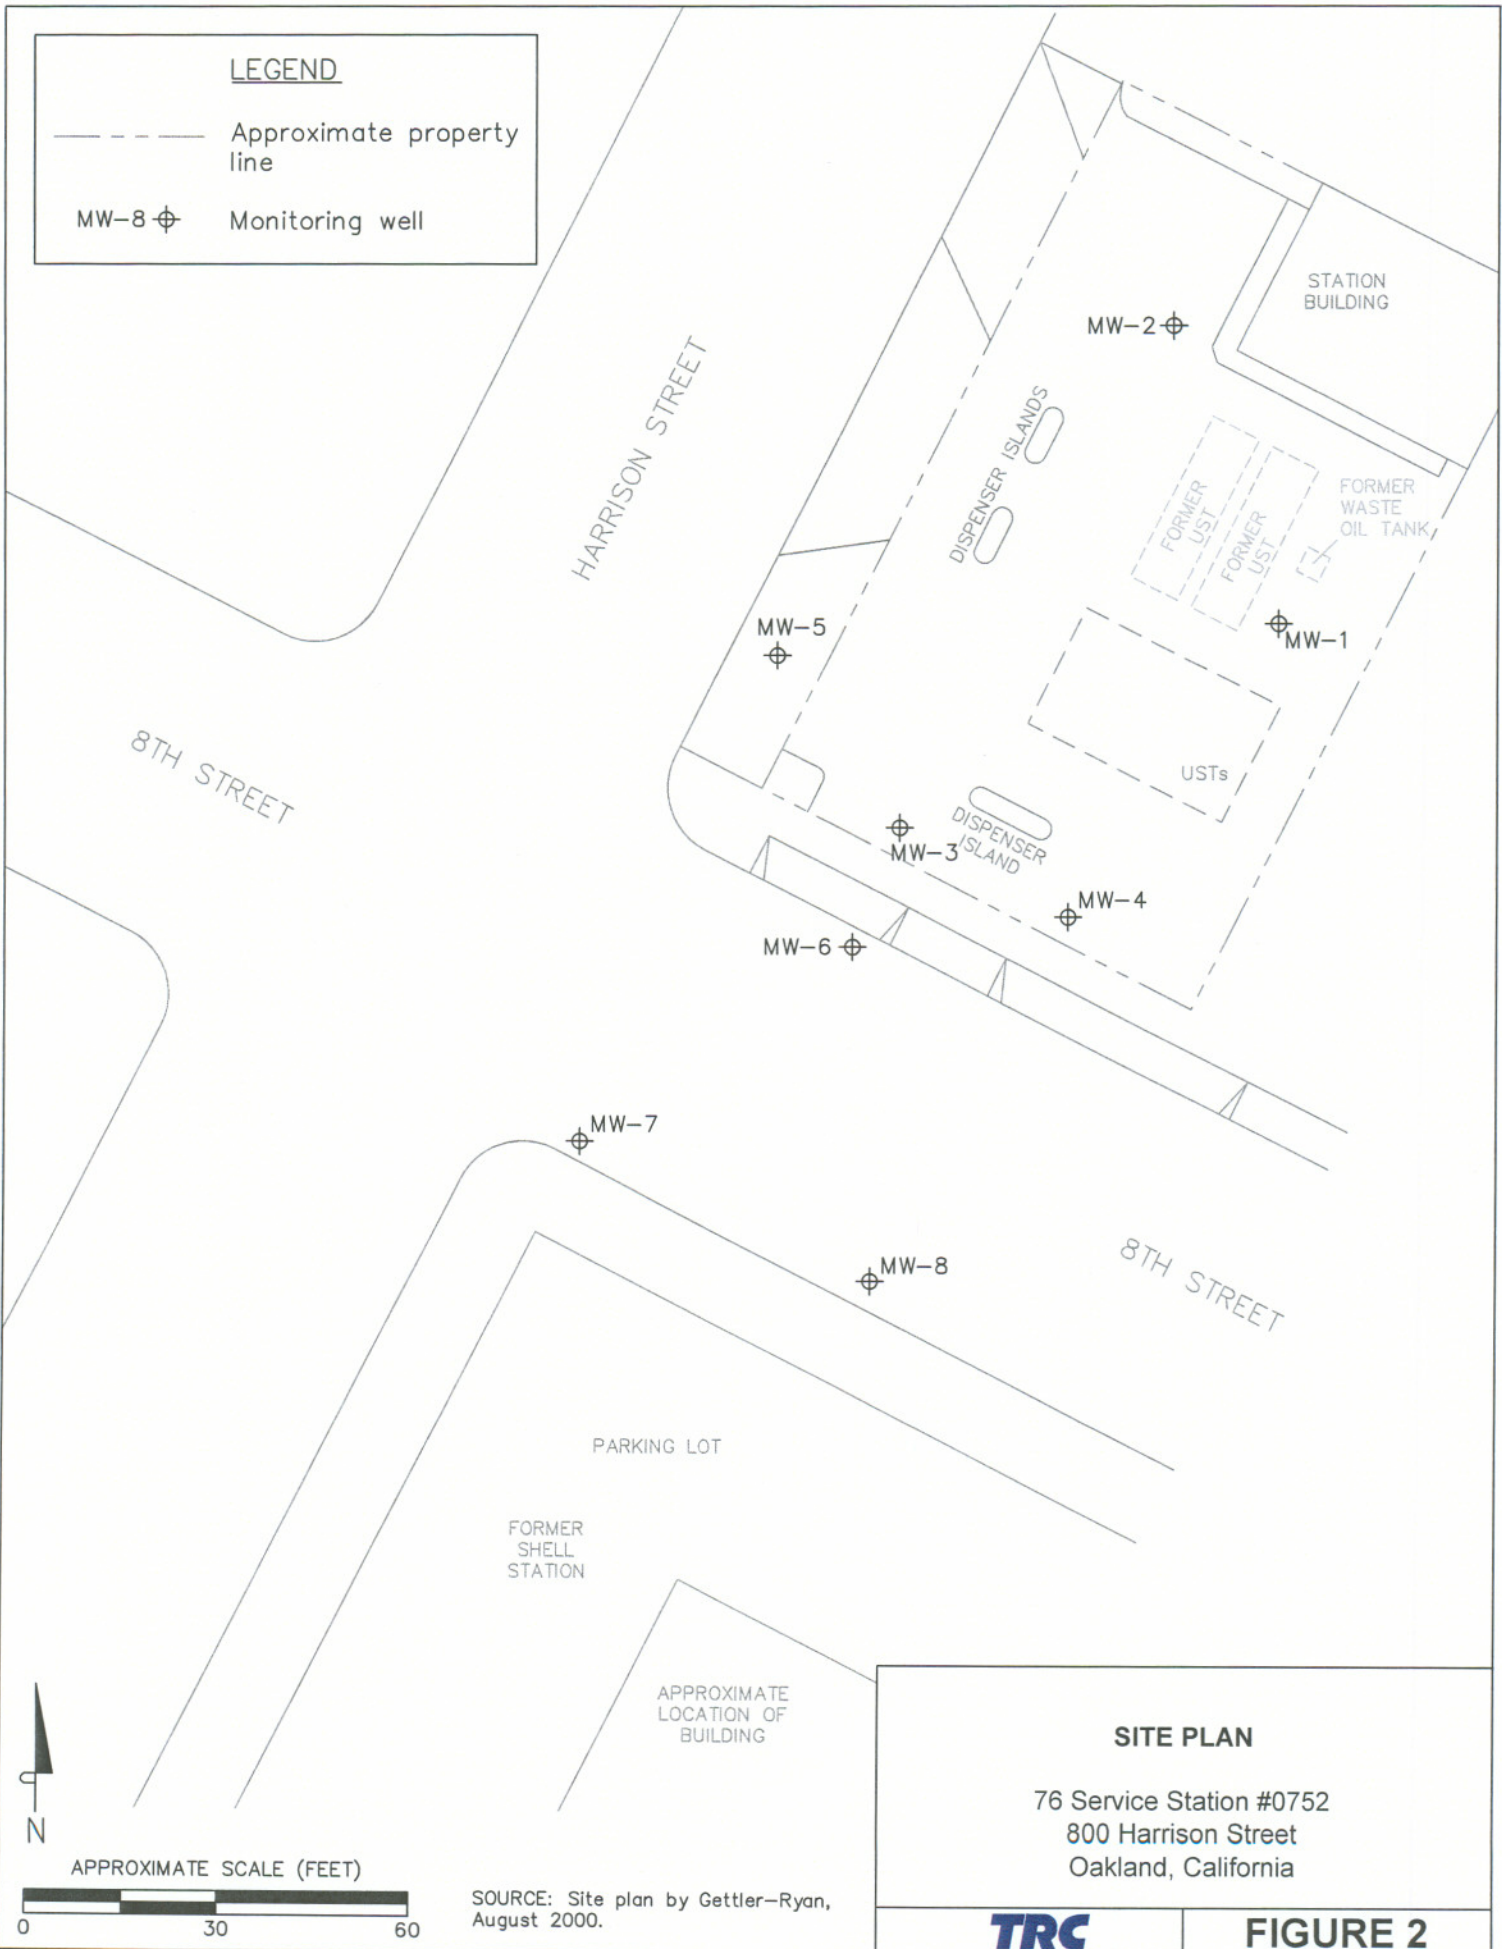 LEGEND
Approximate property
line
MW-8
Monitoring well
STATION
BUILDING
MW-2
HARRISON STREET
DISPENSER ISLANDS
FORMER
UST
FORMER
UST
FORMER
WASTE
OIL TANK
MW-5
MW-1
8TH STREET
USTs
DISPENSER
ISLAND
MW-3
MW-4
MW-6
MW-7
MW-8
8TH STREET
PARKING LOT
FORMER
SHELL
STATION
APPROXIMATE
LOCATION OF
BUILDING
N
APPROXIMATE SCALE (FEET)
0 30 60
SOURCE: Site plan by Gettler-Ryan,
August 2000.
SITE PLAN
76 Service Station #0752
800 Harrison Street
Oakland, California
TRC
FIGURE 2